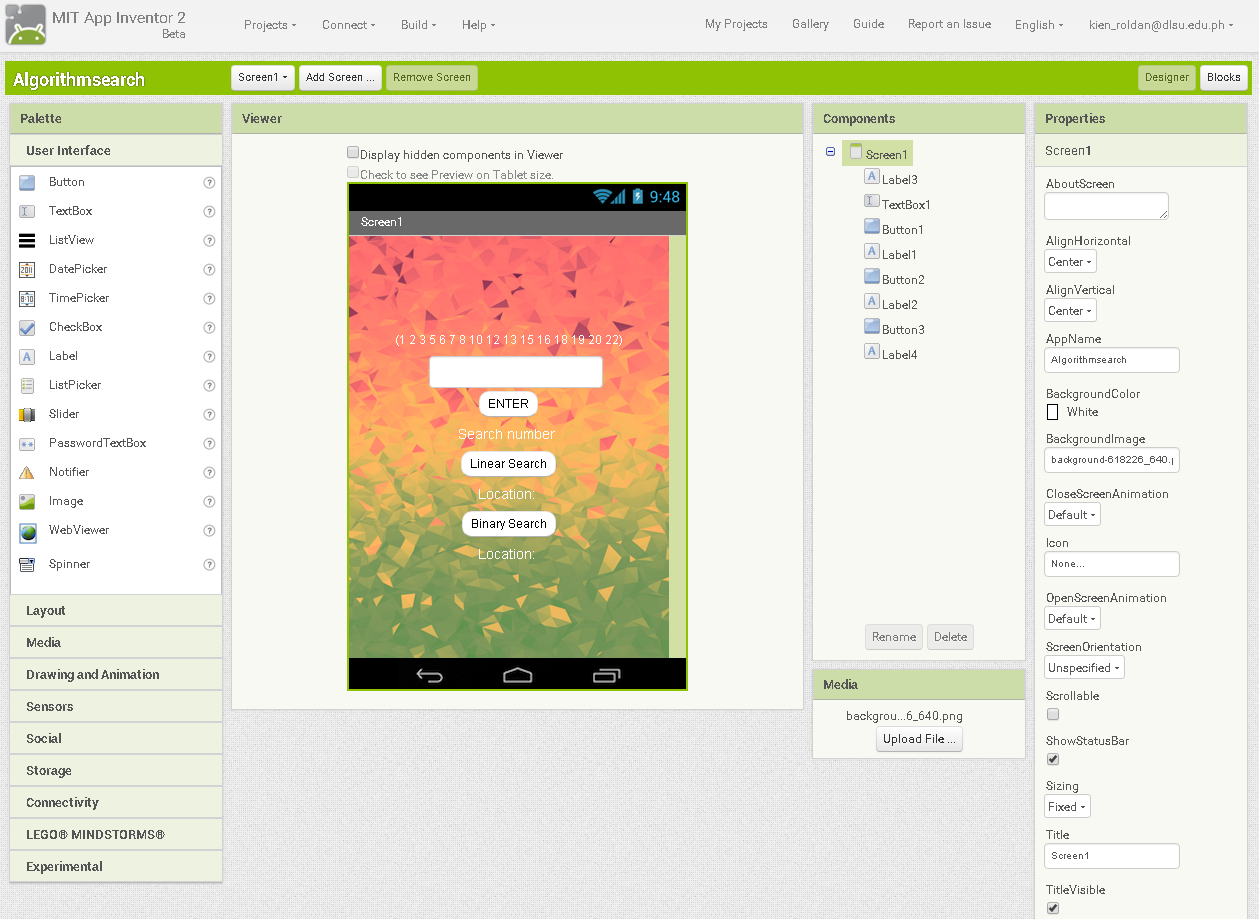 MIT App Inventor 2
Beta
Projects Connect Build Help
My Projects Gallery Guide Report an Issue English kien_roldan@dlsu.edu.ph
Algorithmsearch
Screen1 Add Screen ... Remove Screen
Designer Blocks
Palette
User Interface
Button ?
TextBox ?
ListView ?
DatePicker ?
TimePicker ?
CheckBox ?
Label ?
ListPicker ?
Slider ?
PasswordTextBox ?
Notifier ?
Image ?
WebViewer ?
Spinner ?
Layout
Media
Drawing and Animation
Sensors
Social
Storage
Connectivity
LEGO® MINDSTORMS®
Experimental
Viewer
Display hidden components in Viewer
Check to see Preview on Tablet size.
9:48
Screen1
(1 2 3 5 6 7 8 10 12 13 15 16 18 19 20 22)
ENTER
Search number
Linear Search
Location:
Binary Search
Location:
Components
Screen1
Label3
TextBox1
Button1
Label1
Button2
Label2
Button3
Label4
Rename Delete
Media
backgrou...6_640.png
Upload File ...
Properties
Screen1
AboutScreen
AlignHorizontal
Center
AlignVertical
Center
AppName
Algorithmsearch
BackgroundColor
White
BackgroundImage
background-618226_640.p
CloseScreenAnimation
Default
Icon
None...
OpenScreenAnimation
Default
ScreenOrientation
Unspecified
Scrollable
ShowStatusBar
Sizing
Fixed
Title
Screen1
TitleVisible